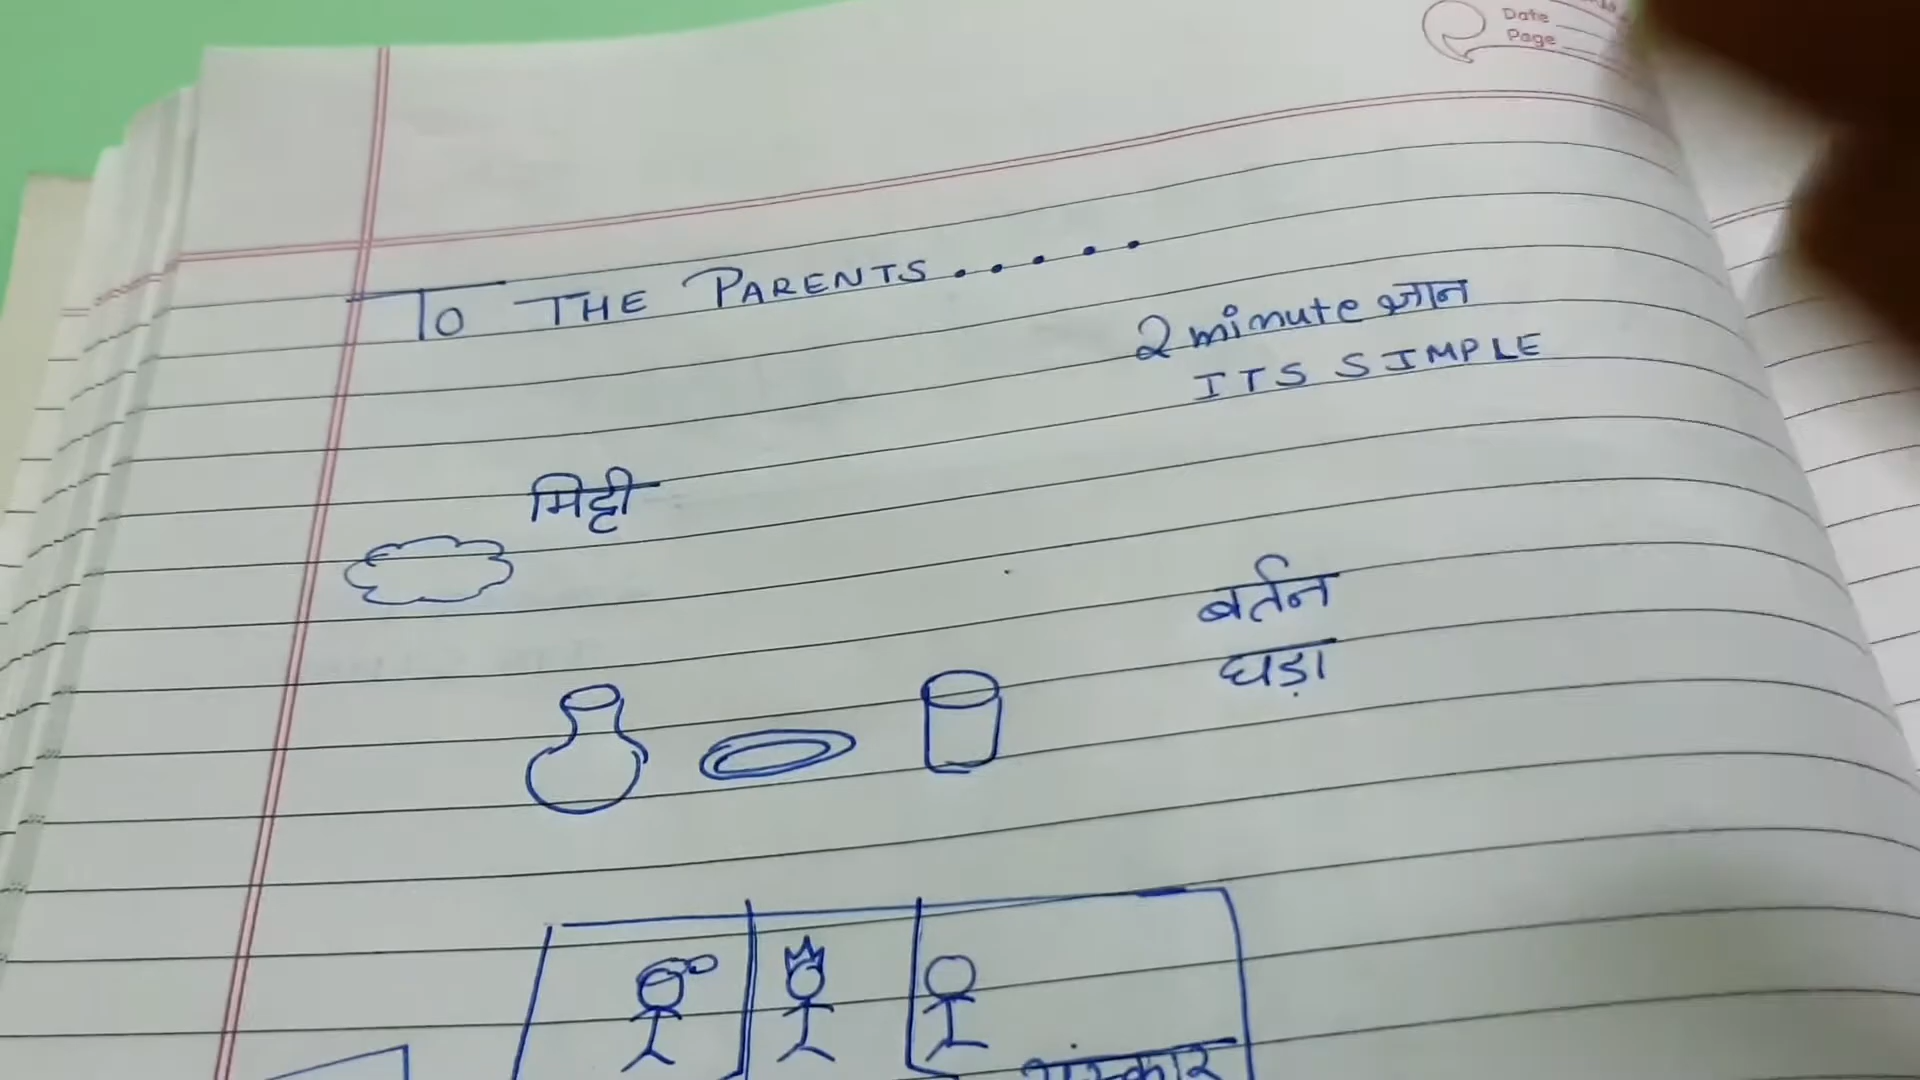 Date
Page
TO THE PARENTS......
2 minute ज्ञान
ITS SIMPLE
मिट्टी
बर्तन
घड़ा
संस्कार